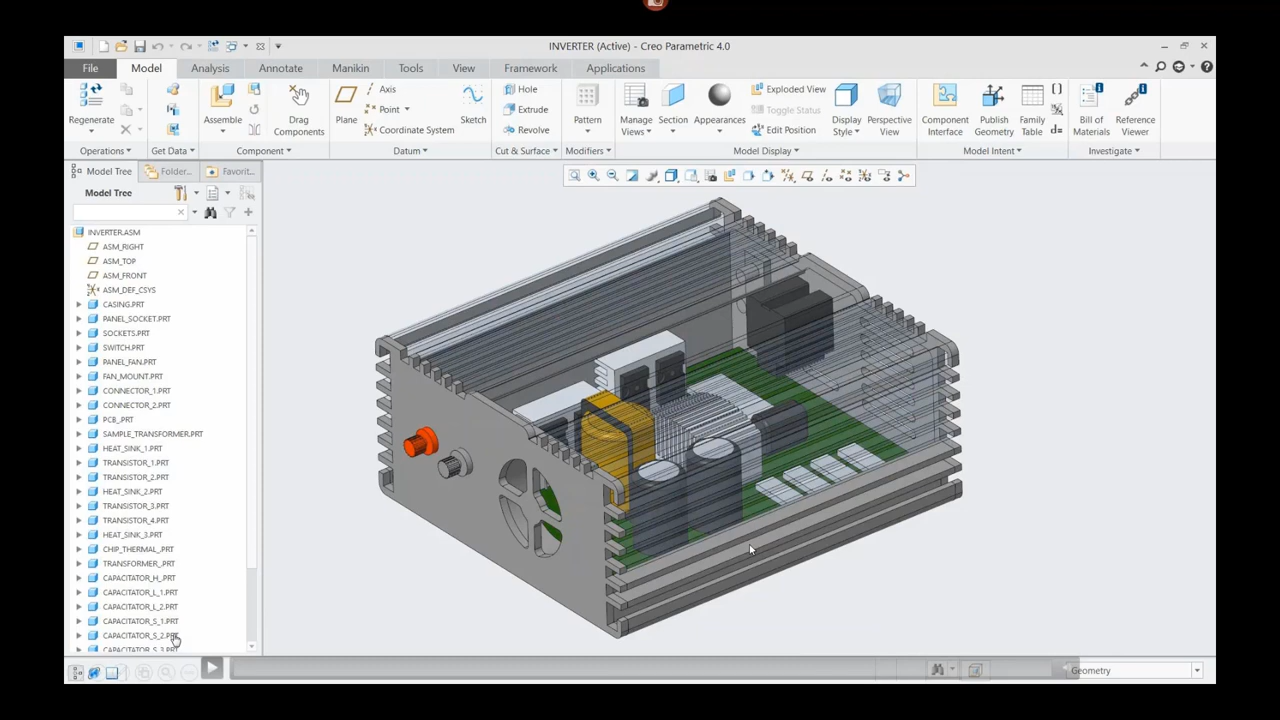 INVERTER (Active) - Creo Parametric 4.0
File Model Analysis Annotate Manikin Tools View Framework Applications
Regenerate
Operations
Get Data
Assemble
Drag Components
Component
Plane
Axis
Point
Coordinate System
Sketch
Datum
Hole
Extrude
Revolve
Cut & Surface
Pattern
Modifiers
Manage Views
Section
Appearances
Exploded View
Toggle Status
Edit Position
Display Style
Perspective View
Model Display
Component Interface
Publish Geometry
Family Table
Model Intent
Bill of Materials
Reference Viewer
Investigate
Model Tree Folder... Favorit...
Model Tree
INVERTER.ASM
ASM_RIGHT
ASM_TOP
ASM_FRONT
ASM_DEF_CSYS
CASING.PRT
PANEL_SOCKET.PRT
SOCKETS.PRT
SWITCH.PRT
PANEL_FAN.PRT
FAN_MOUNT.PRT
CONNECTOR_1.PRT
CONNECTOR_2.PRT
PCB_.PRT
SAMPLE_TRANSFORMER.PRT
HEAT_SINK_1.PRT
TRANSISTOR_1.PRT
TRANSISTOR_2.PRT
HEAT_SINK_2.PRT
TRANSISTOR_3.PRT
TRANSISTOR_4.PRT
HEAT_SINK_3.PRT
CHIP_THERMAL_.PRT
TRANSFORMER_.PRT
CAPACITATOR_H_.PRT
CAPACITATOR_L_1.PRT
CAPACITATOR_L_2.PRT
CAPACITATOR_S_1.PRT
CAPACITATOR_S_2.PRT
CAPACITATOR_S_3.PRT
Geometry